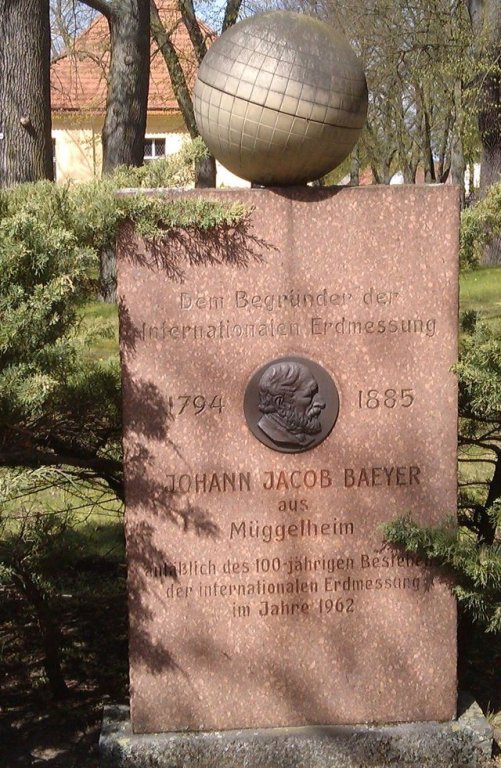 Dem Begründer der
Internationalen Erdmessung
1794 1885
JOHANN JACOB BAEYER
aus
Müggelheim
anläßlich des 100-jährigen Bestehens
der internationalen Erdmessung
im Jahre 1962